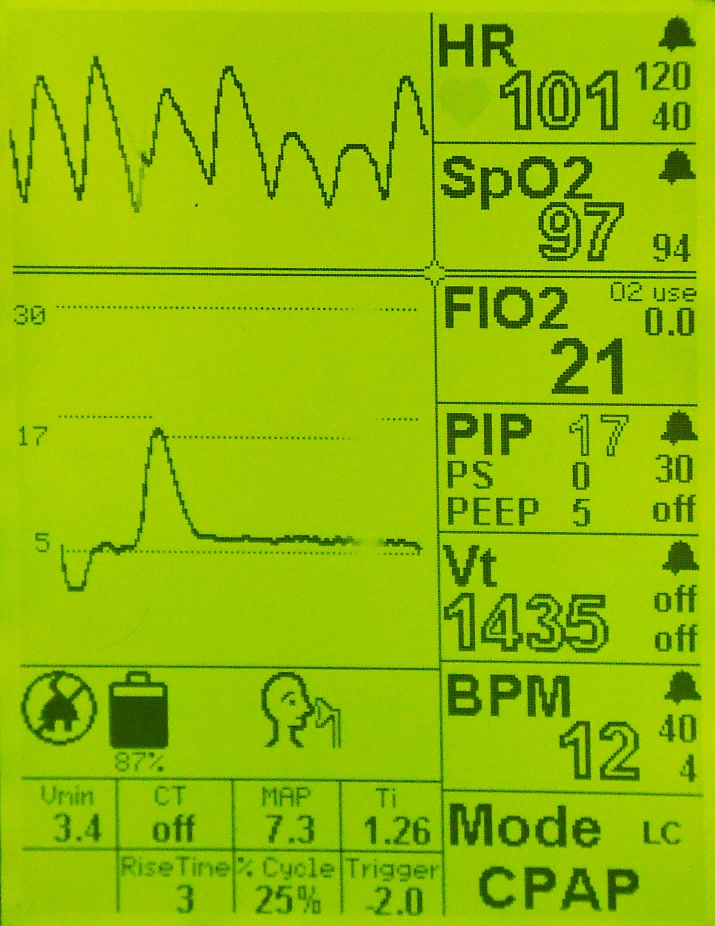 HR
120
101
40
SpO2
97
94
30
17
5
FIO2
O2 use
0.0
21
PIP 17
PS 0 30
PEEP 5 off
Vt
off
1435
off
BPM
40
12
4
87%
Vmin CT MAP Ti
3.4 off 7.3 1.26
RiseTime % Cycle Trigger
3 25% -2.0
Mode LC
CPAP